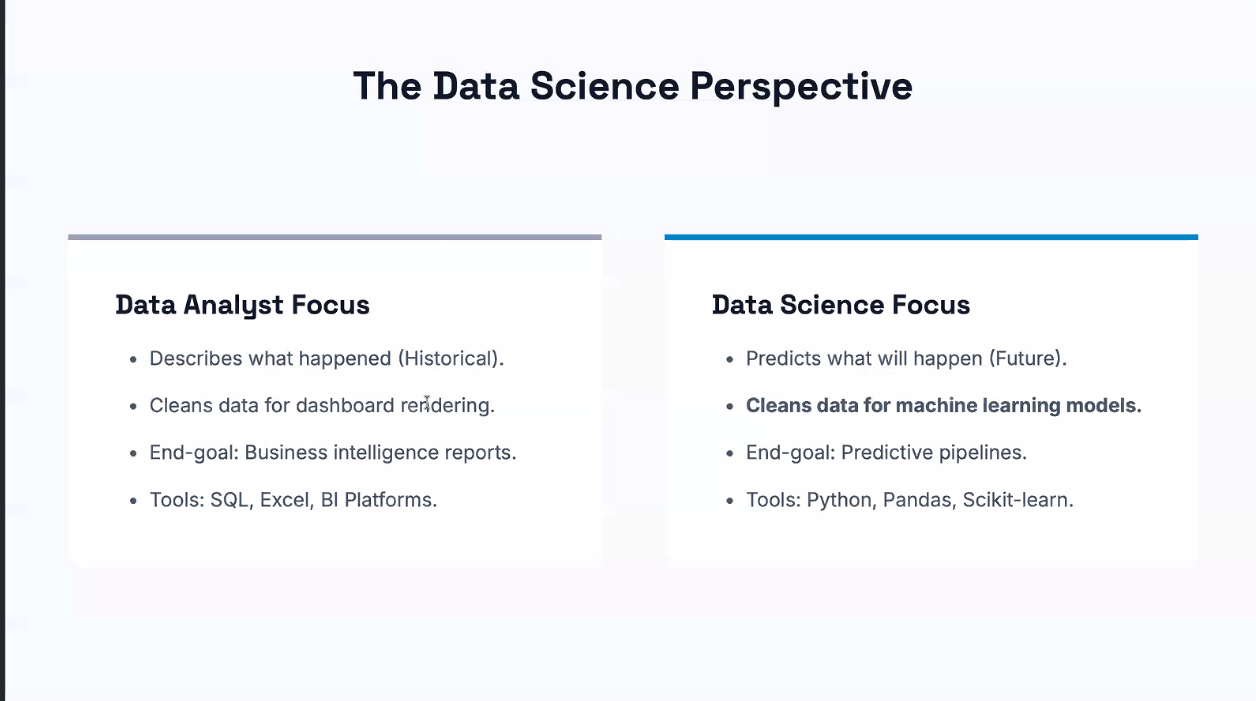 The Data Science Perspective
Data Analyst Focus
• Describes what happened (Historical).
• Cleans data for dashboard rendering.
• End-goal: Business intelligence reports.
• Tools: SQL, Excel, BI Platforms.
Data Science Focus
• Predicts what will happen (Future).
• Cleans data for machine learning models.
• End-goal: Predictive pipelines.
• Tools: Python, Pandas, Scikit-learn.